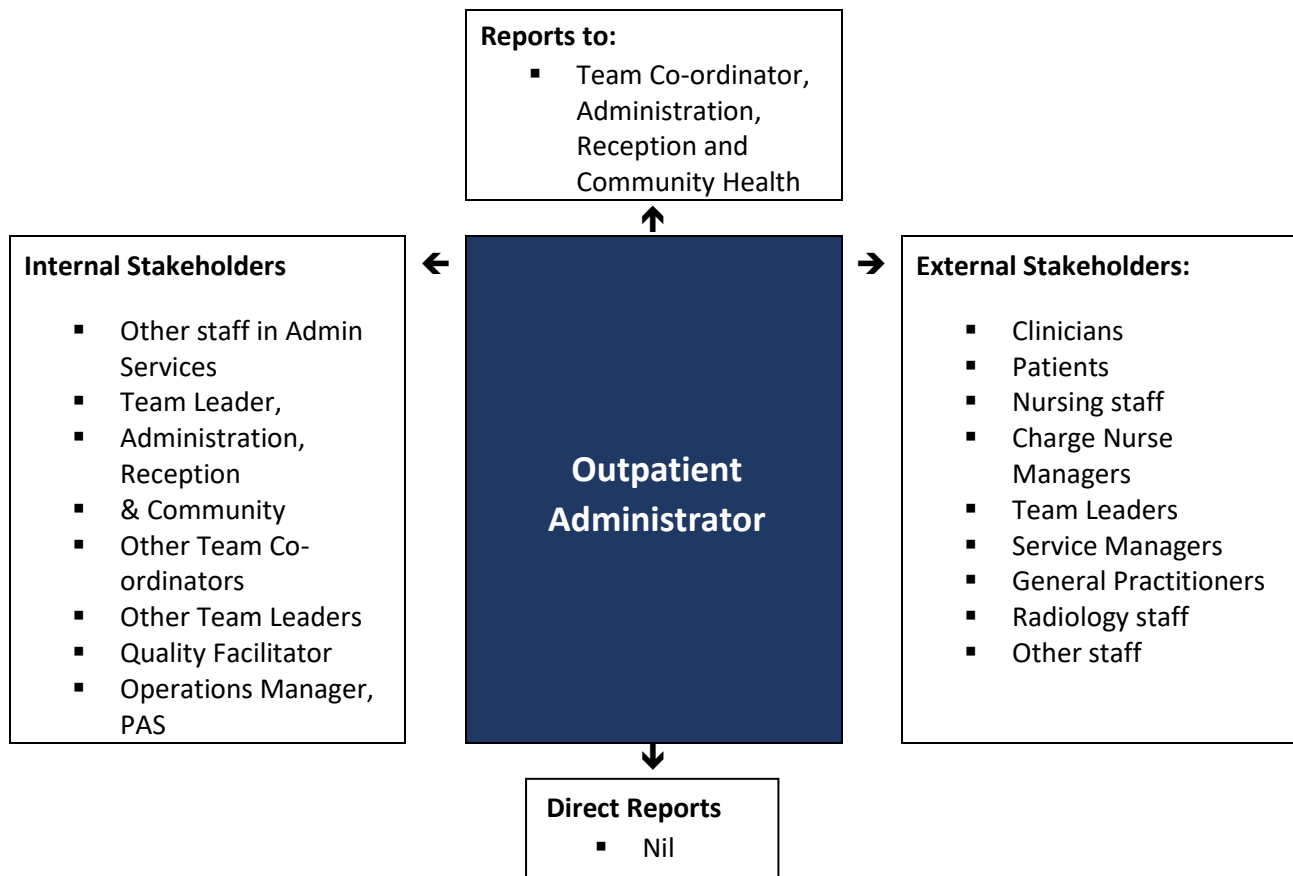 Reports to:
▪ Team Co-ordinator,
Administration,
Reception and
Community Health
Internal Stakeholders
▪ Other staff in Admin
Services
▪ Team Leader,
▪ Administration,
Reception
▪ & Community
▪ Other Team Co-
ordinators
▪ Other Team Leaders
▪ Quality Facilitator
▪ Operations Manager,
PAS
Outpatient
Administrator
External Stakeholders:
▪ Clinicians
▪ Patients
▪ Nursing staff
▪ Charge Nurse
Managers
▪ Team Leaders
▪ Service Managers
▪ General Practitioners
▪ Radiology staff
▪ Other staff
Direct Reports
▪ Nil